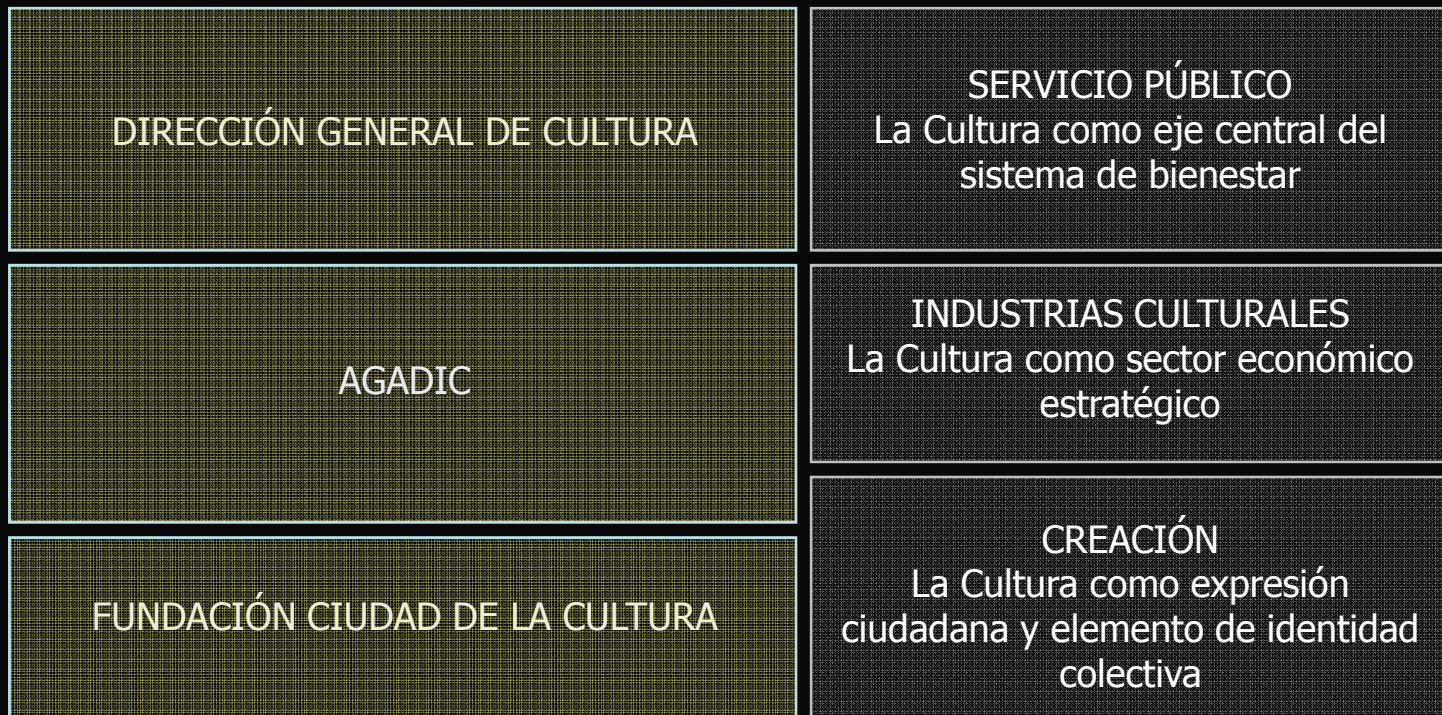 DIRECCIÓN GENERAL DE CULTURA
SERVICIO PÚBLICO
La Cultura como eje central del
sistema de bienestar
AGADIC
INDUSTRIAS CULTURALES
La Cultura como sector económico
estratégico
FUNDACIÓN CIUDAD DE LA CULTURA
CREACIÓN
La Cultura como expresión
ciudadana y elemento de identidad
colectiva